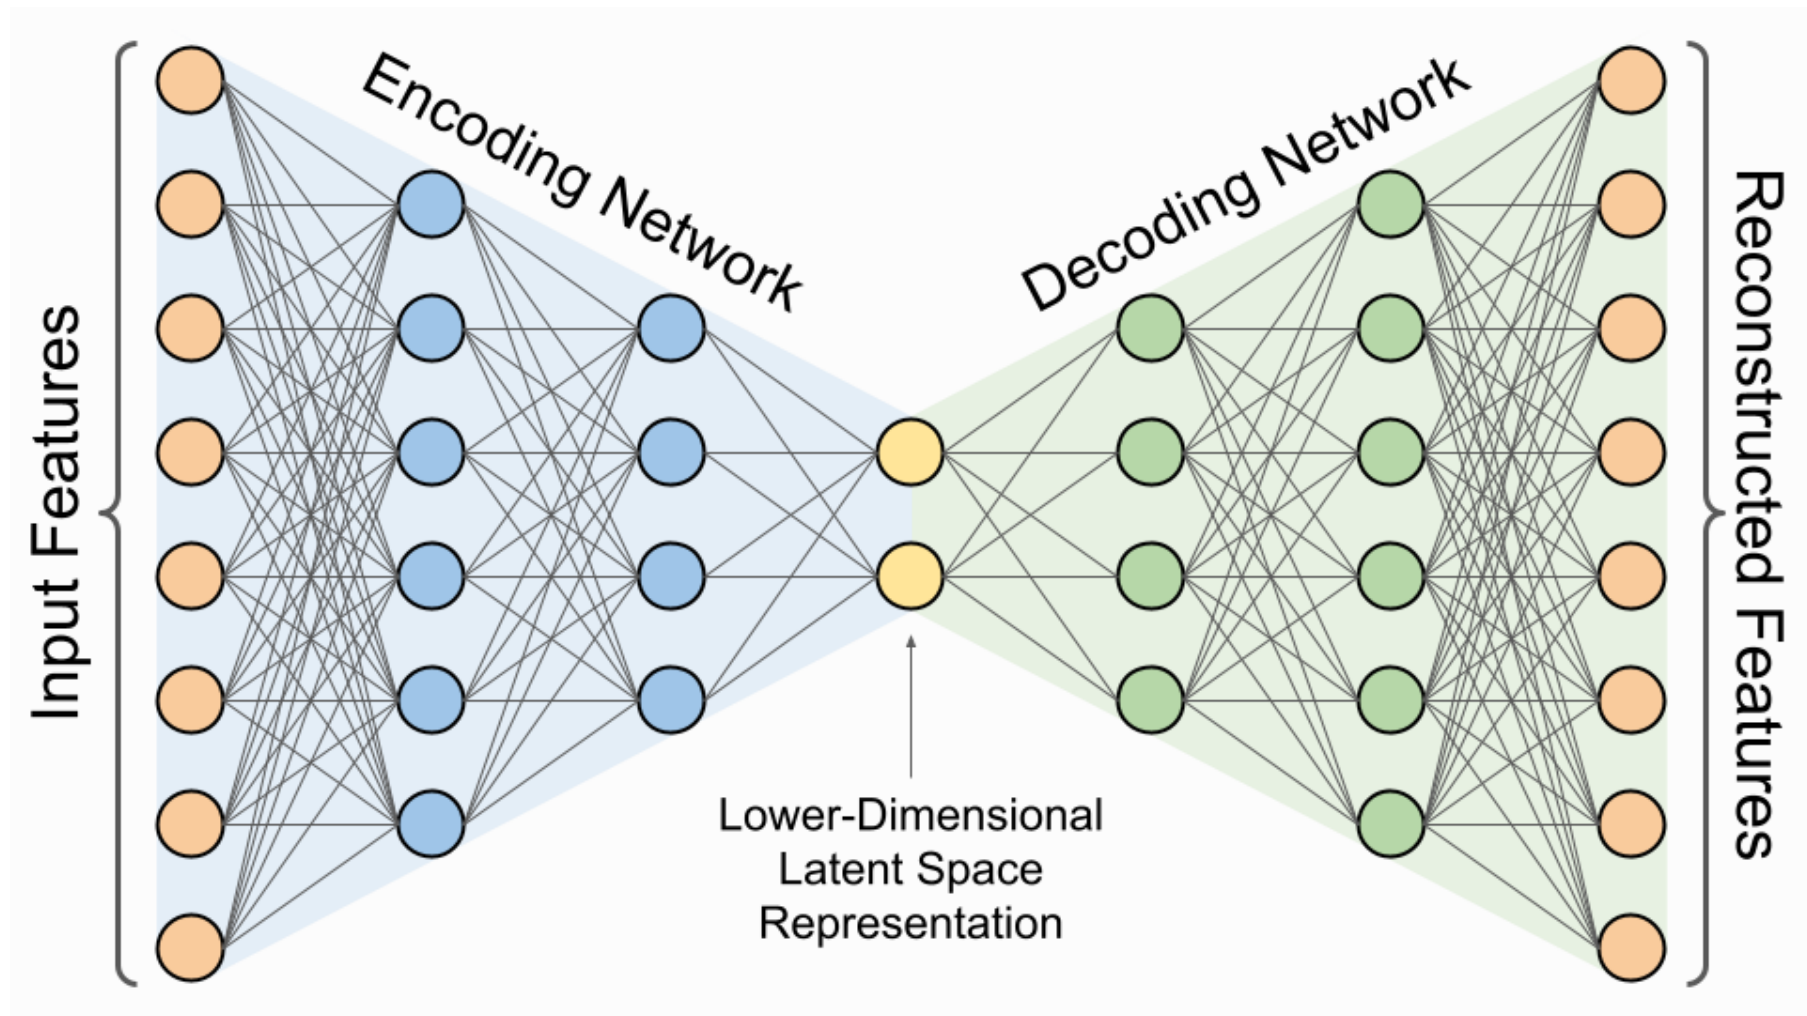 Input Features
Encoding Network
Lower-Dimensional
Latent Space
Representation
Decoding Network
Reconstructed Features